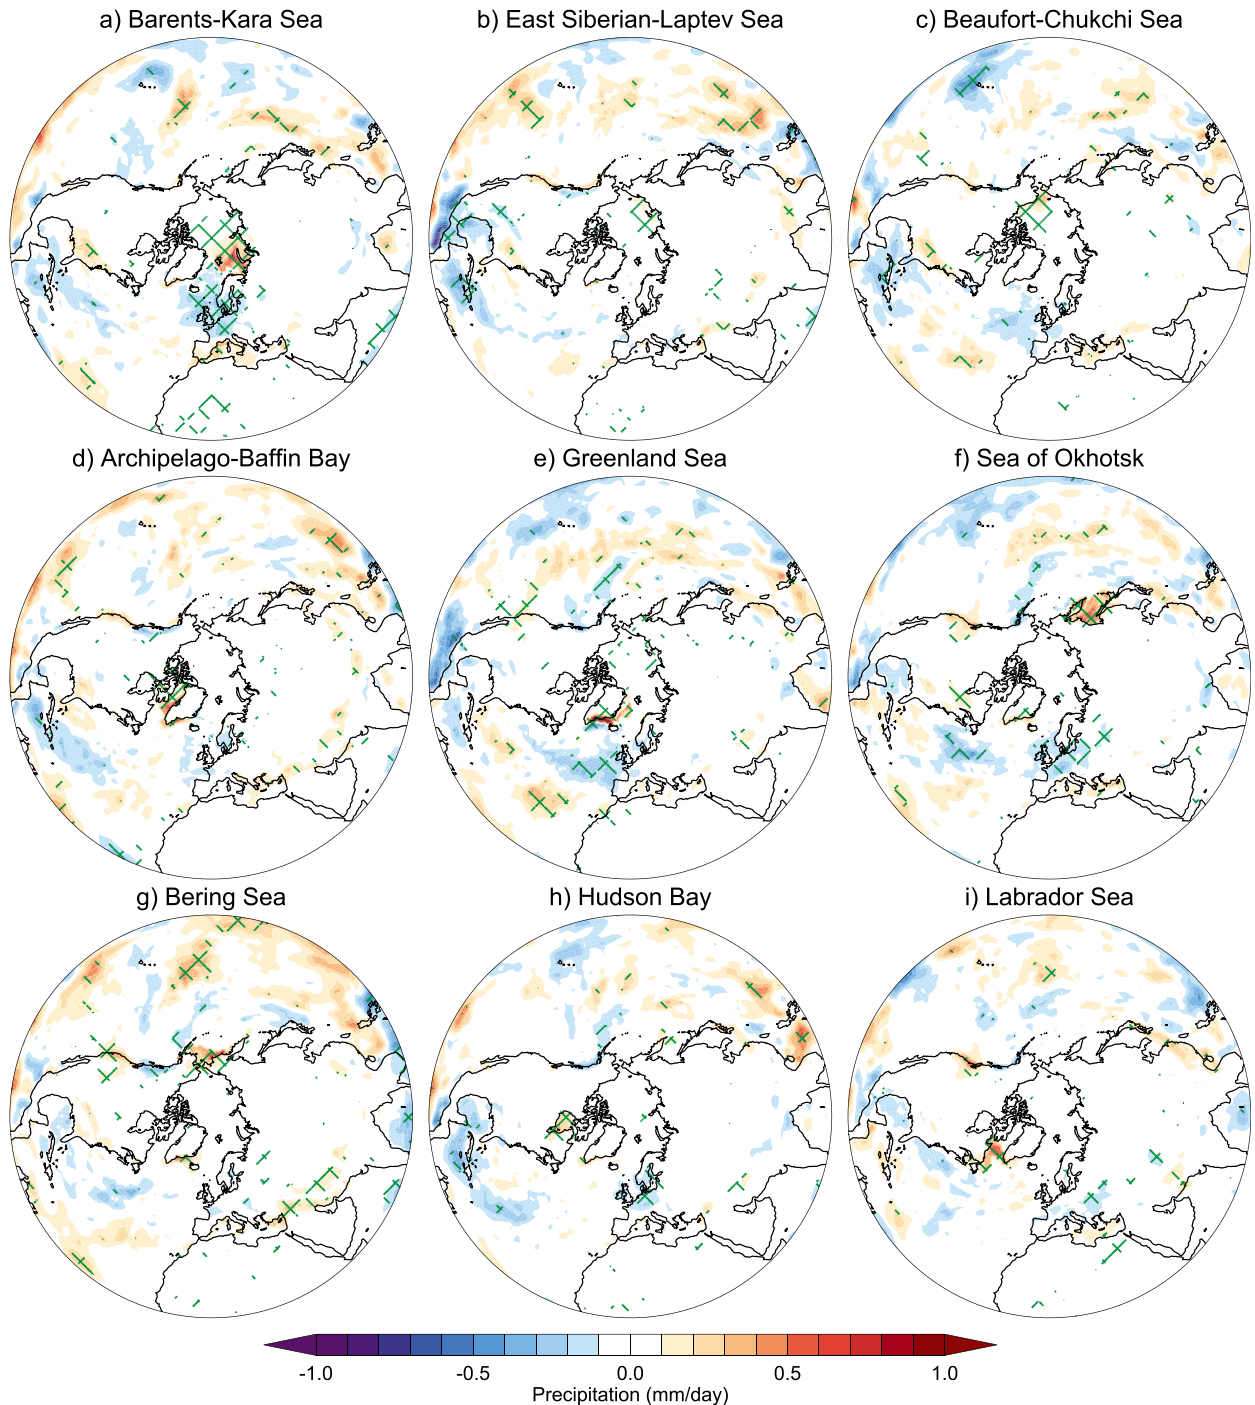 a) Barents-Kara Sea
b) East Siberian-Laptev Sea
c) Beaufort-Chukchi Sea
d) Archipelago-Baffin Bay
e) Greenland Sea
f) Sea of Okhotsk
g) Bering Sea
h) Hudson Bay
i) Labrador Sea
-1.0 -0.5 0.0 0.5 1.0
Precipitation (mm/day)